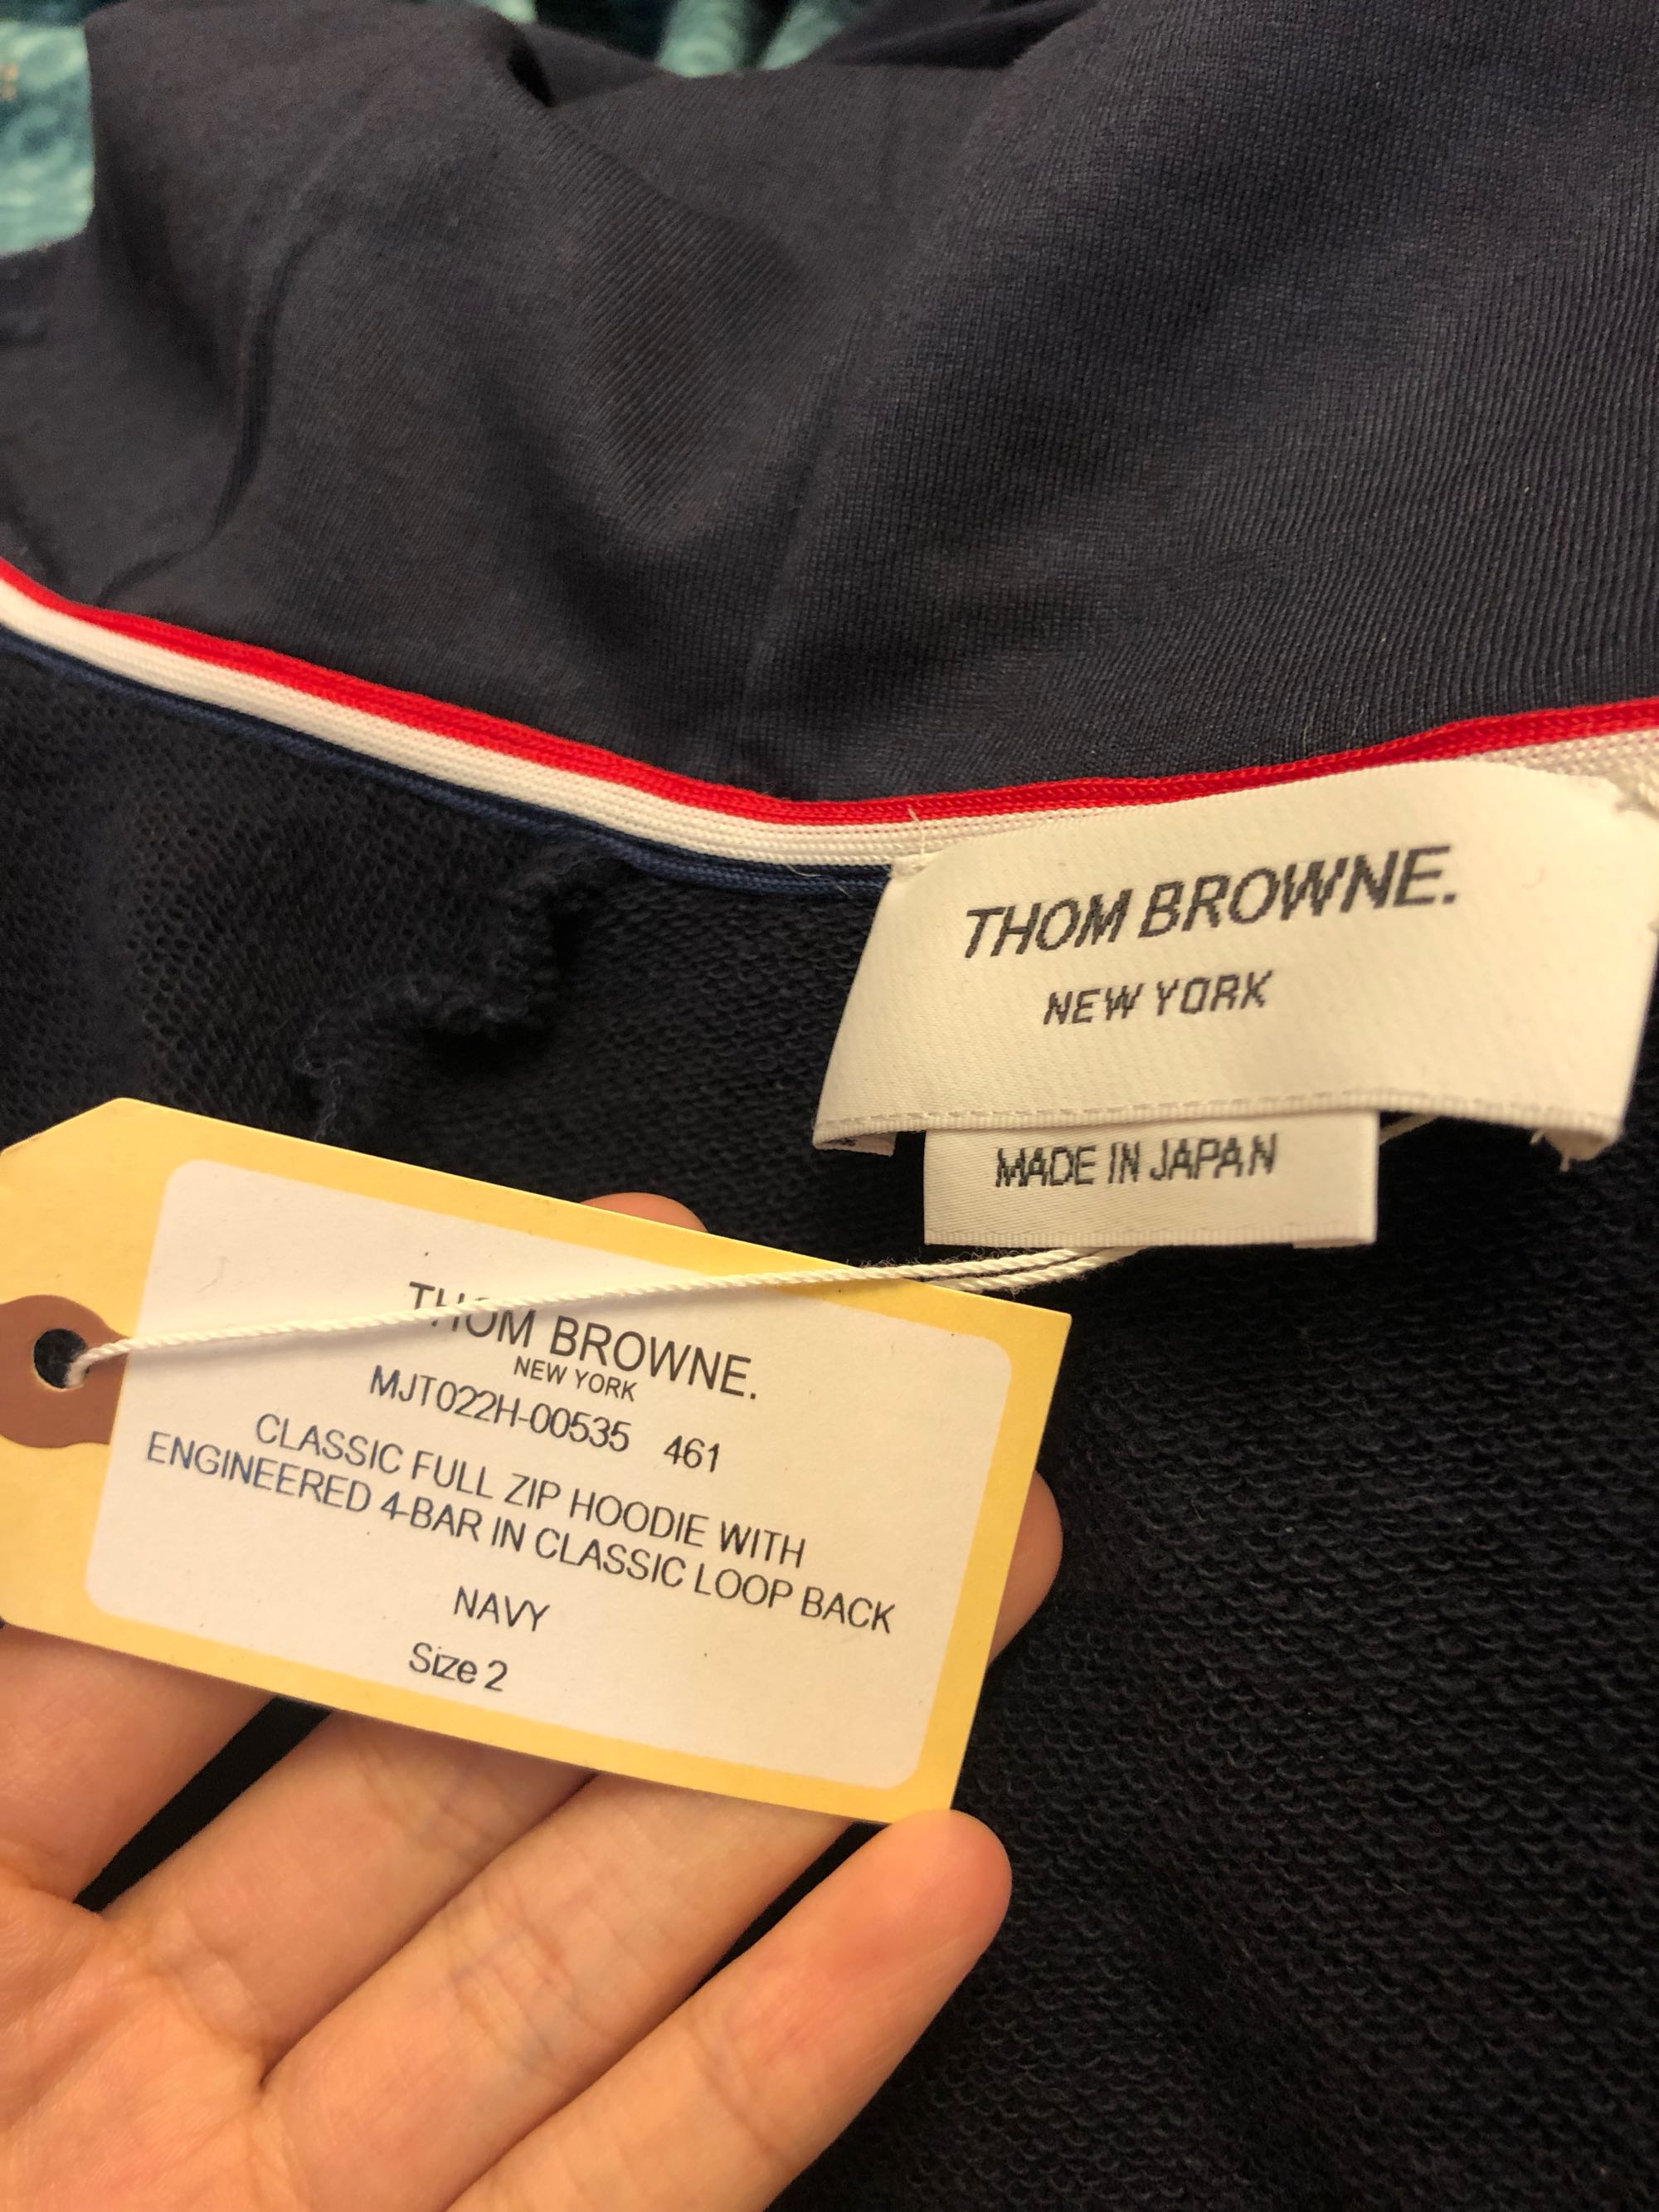 THOM BROWNE.
NEW YORK
MADE IN JAPAN
THOM BROWNE.
NEW YORK
MJT022H-00535 461
CLASSIC FULL ZIP HOODIE WITH
ENGINEERED 4-BAR IN CLASSIC LOOP BACK
NAVY
Size 2